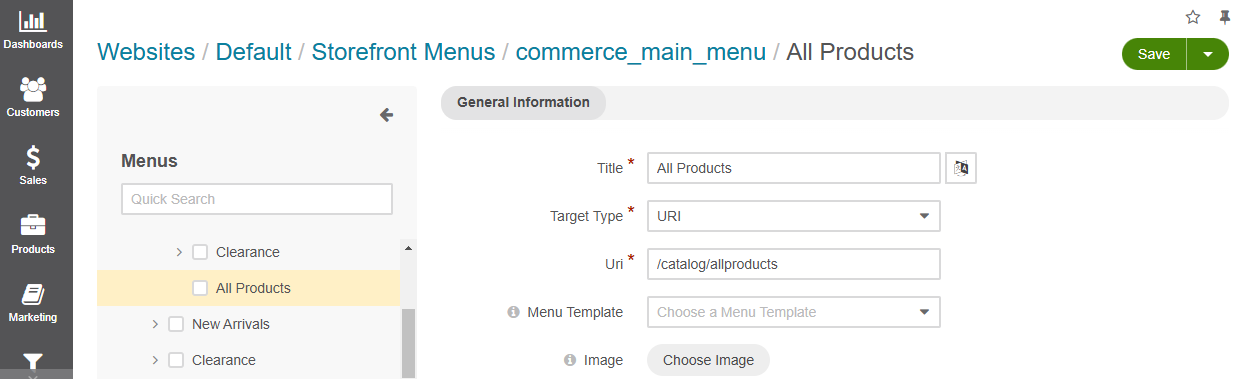 Dashboards
Customers
Sales
Products
Marketing
Websites / Default / Storefront Menus / commerce_main_menu / All Products
Save
Menus
Quick Search
Clearance
All Products
New Arrivals
Clearance
General Information
Title * All Products
Target Type * URI
Uri * /catalog/allproducts
Menu Template Choose a Menu Template
Image Choose Image